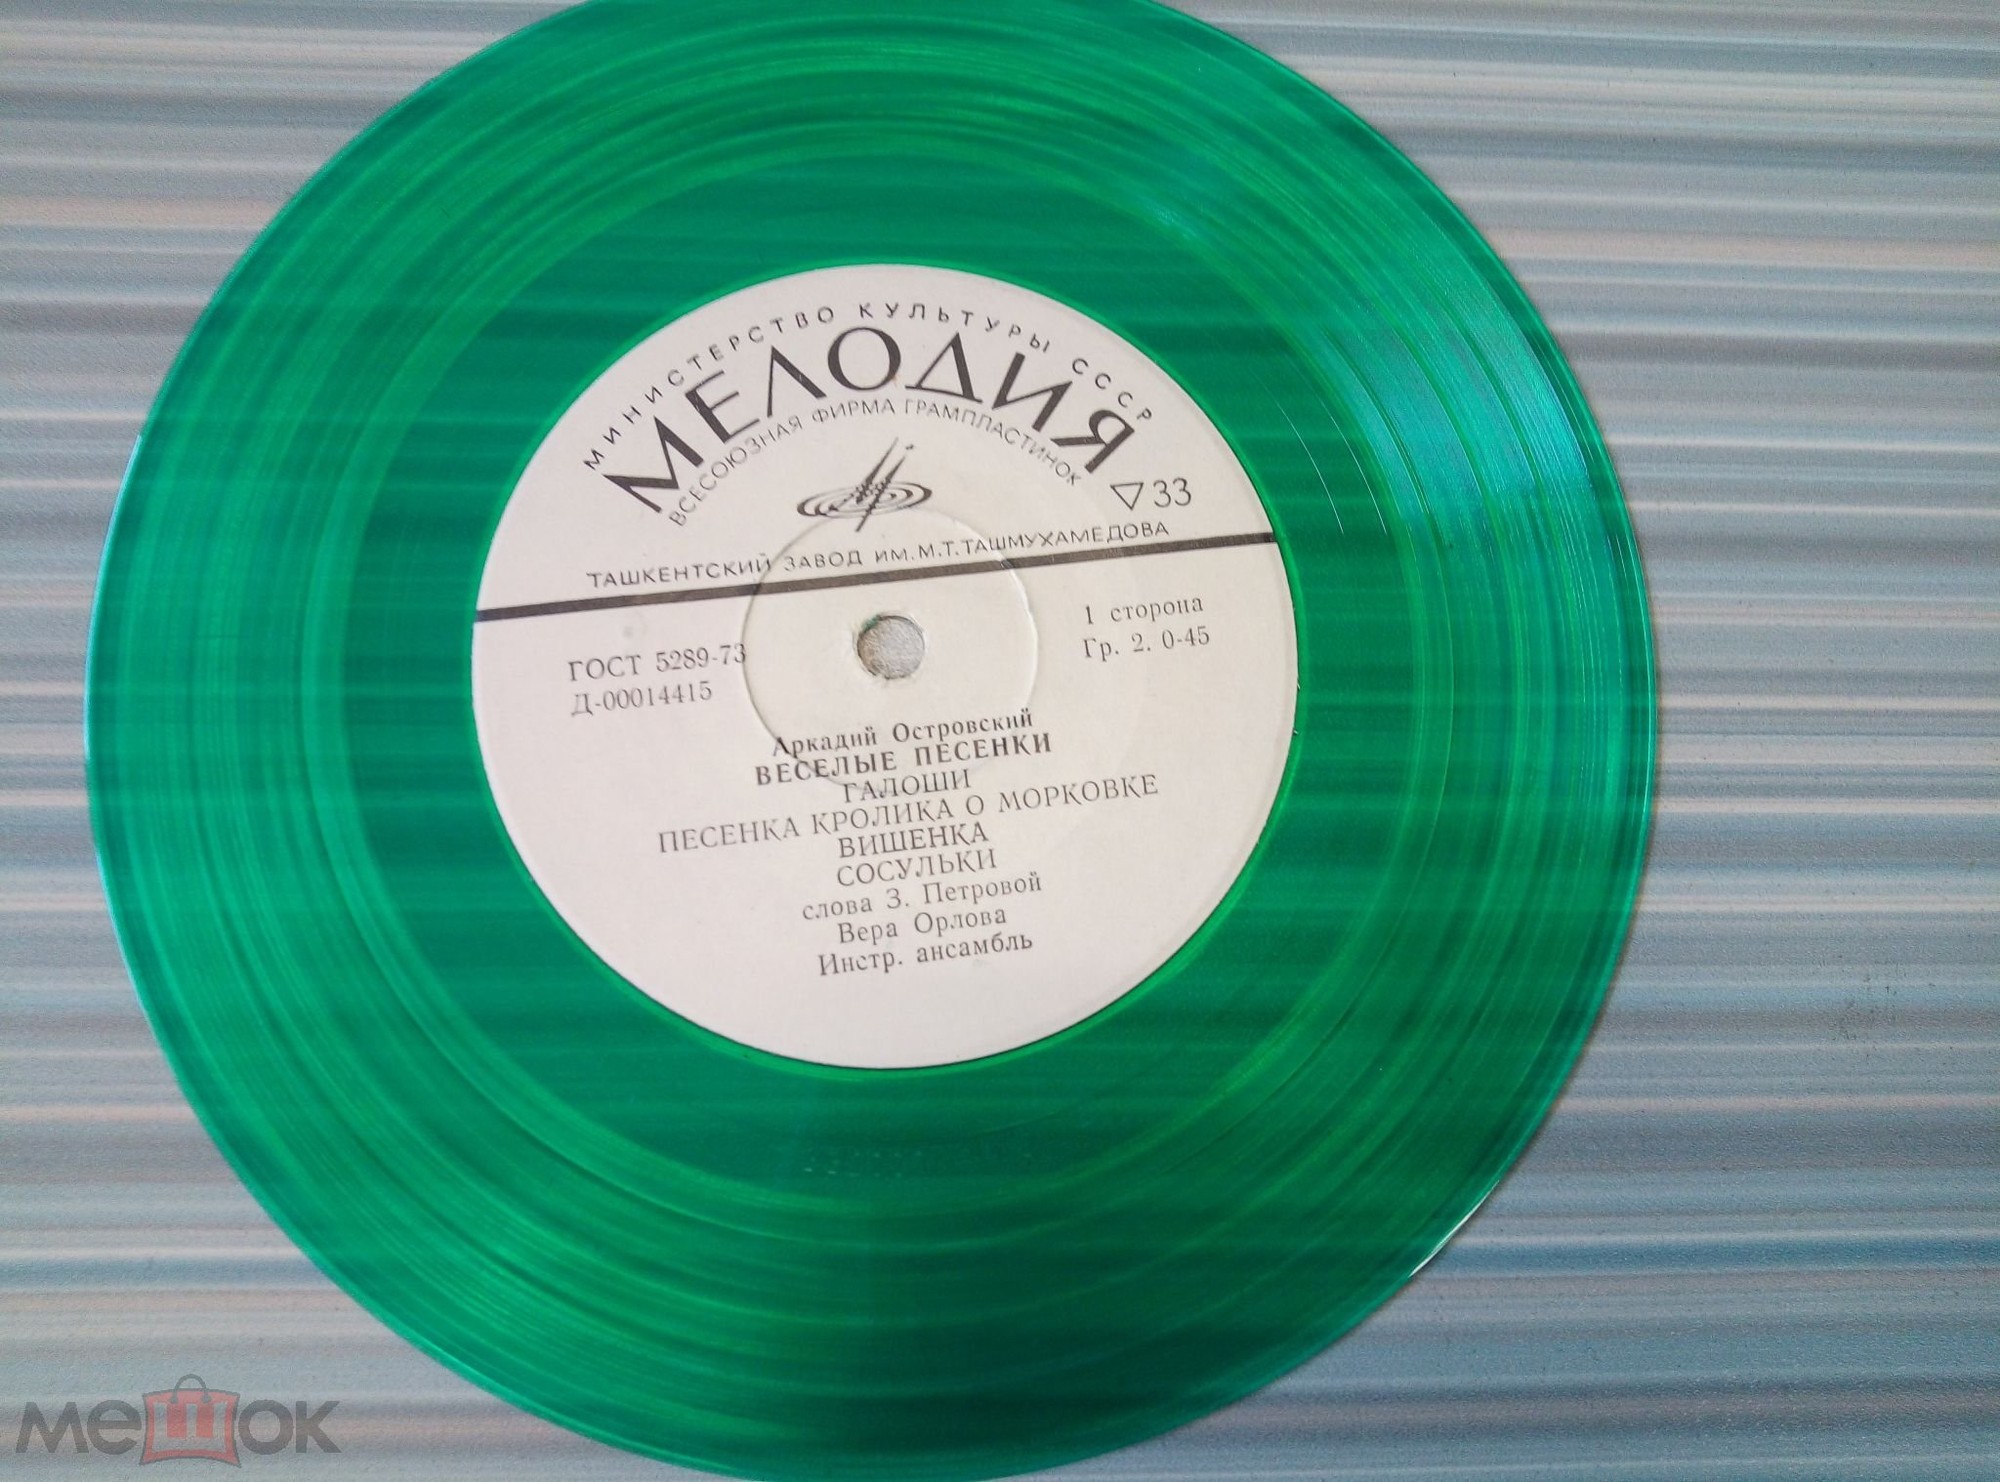 МИНИСТЕРСТВО КУЛЬТУРЫ СССР
МЕЛОДИЯ
ВСЕСОЮЗНАЯ ФИРМА ГРАМПЛАСТИНОК
▽33
ТАШКЕНТСКИЙ ЗАВОД ИМ. М.Т. ТАШМУХАМЕДОВА
ГОСТ 5289-73
Д-00014415
1 сторона
Гр. 2. 0-45
Аркадий Островский
ВЕСЕЛЫЕ ПЕСЕНКИ
ГАЛОШИ
ПЕСЕНКА КРОЛИКА О МОРКОВКЕ
ВИШЕНКА
СОСУЛЬКИ
слова З. Петровой
Вера Орлова
Инстр. ансамбль
мешок